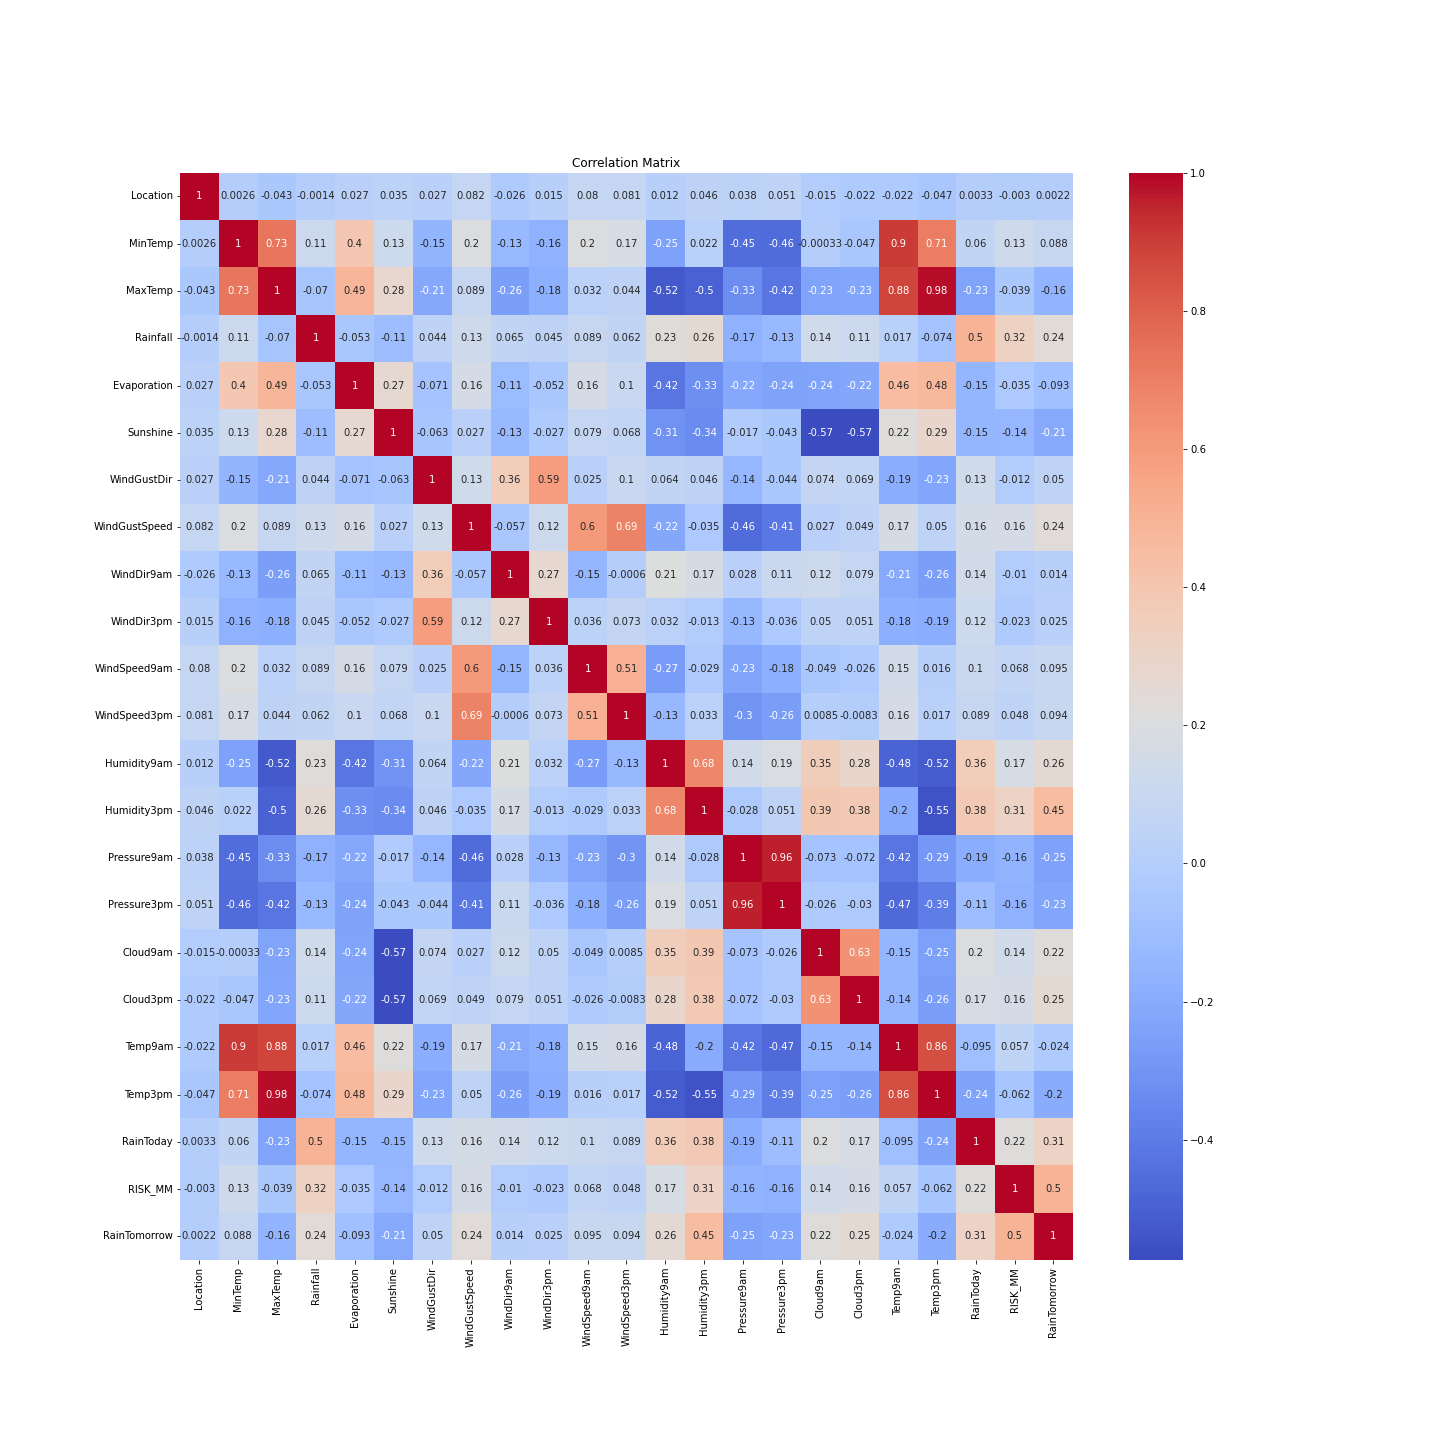 Correlation Matrix
Location 1 0.0026 -0.043 -0.0014 0.027 0.035 0.027 0.082 -0.026 0.015 0.08 0.081 0.012 0.046 0.038 0.051 -0.015 -0.022 -0.022 -0.047 0.0033 -0.003 0.0022
MinTemp 0.0026 1 0.73 0.11 0.4 0.13 -0.15 0.2 -0.13 -0.16 0.2 0.17 -0.25 0.022 -0.45 -0.46 -0.00033 -0.047 0.9 0.71 0.06 0.13 0.088
MaxTemp -0.043 0.73 1 -0.07 0.49 0.28 -0.21 0.089 -0.26 -0.18 0.032 0.044 -0.52 -0.5 -0.33 -0.42 -0.23 -0.23 0.88 0.98 -0.23 -0.039 -0.16
Rainfall -0.0014 0.11 -0.07 1 -0.053 -0.11 0.044 0.13 0.065 0.045 0.089 0.062 0.23 0.26 -0.17 -0.13 0.14 0.11 0.017 -0.074 0.5 0.32 0.24
Evaporation 0.027 0.4 0.49 -0.053 1 0.27 -0.071 0.16 -0.11 -0.052 0.16 0.1 -0.42 -0.33 -0.22 -0.24 -0.24 -0.22 0.46 0.48 -0.15 -0.035 -0.093
Sunshine 0.035 0.13 0.28 -0.11 0.27 1 -0.063 0.027 -0.13 -0.027 0.079 0.068 -0.31 -0.34 -0.017 -0.043 -0.57 -0.57 0.22 0.29 -0.15 -0.14 -0.21
WindGustDir 0.027 -0.15 -0.21 0.044 -0.071 -0.063 1 0.13 0.36 0.59 0.025 0.1 0.064 0.046 -0.14 -0.044 0.074 0.069 -0.19 -0.23 0.13 -0.012 0.05
WindGustSpeed 0.082 0.2 0.089 0.13 0.16 0.027 0.13 1 -0.057 0.12 0.6 0.69 -0.22 -0.035 -0.46 -0.41 0.027 0.049 0.17 0.05 0.16 0.16 0.24
WindDir9am -0.026 -0.13 -0.26 0.065 -0.11 -0.13 0.36 -0.057 1 0.27 -0.15 -0.0006 0.21 0.17 0.028 0.11 0.12 0.079 -0.21 -0.26 0.14 -0.01 0.014
WindDir3pm 0.015 -0.16 -0.18 0.045 -0.052 -0.027 0.59 0.12 0.27 1 0.036 0.073 0.032 -0.013 -0.13 -0.036 0.05 0.051 -0.18 -0.19 0.12 -0.023 0.025
WindSpeed9am 0.08 0.2 0.032 0.089 0.16 0.079 0.025 0.6 -0.15 0.036 1 0.51 -0.27 -0.029 -0.23 -0.18 -0.049 -0.026 0.15 0.016 0.1 0.068 0.095
WindSpeed3pm 0.081 0.17 0.044 0.062 0.1 0.068 0.1 0.69 -0.0006 0.073 0.51 1 -0.13 0.033 -0.3 -0.26 0.0085 -0.0083 0.16 0.017 0.089 0.048 0.094
Humidity9am 0.012 -0.25 -0.52 0.23 -0.42 -0.31 0.064 -0.22 0.21 0.032 -0.27 -0.13 1 0.68 0.14 0.19 0.35 0.28 -0.48 -0.52 0.36 0.17 0.26
Humidity3pm 0.046 0.022 -0.5 0.26 -0.33 -0.34 0.046 -0.035 0.17 -0.013 -0.029 0.033 0.68 1 -0.028 0.051 0.39 0.38 -0.2 -0.55 0.38 0.31 0.45
Pressure9am 0.038 -0.45 -0.33 -0.17 -0.22 -0.017 -0.14 -0.46 0.028 -0.13 -0.23 -0.3 0.14 -0.028 1 0.96 -0.073 -0.072 -0.42 -0.29 -0.19 -0.16 -0.25
Pressure3pm 0.051 -0.46 -0.42 -0.13 -0.24 -0.043 -0.044 -0.41 0.11 -0.036 -0.18 -0.26 0.19 0.051 0.96 1 -0.026 -0.03 -0.47 -0.39 -0.11 -0.16 -0.23
Cloud9am -0.015 -0.00033 -0.23 0.14 -0.24 -0.57 0.074 0.027 0.12 0.05 -0.049 0.0085 0.35 0.39 -0.073 -0.026 1 0.63 -0.15 -0.25 0.2 0.14 0.22
Cloud3pm -0.022 -0.047 -0.23 0.11 -0.22 -0.57 0.069 0.049 0.079 0.051 -0.026 -0.0083 0.28 0.38 -0.072 -0.03 0.63 1 -0.14 -0.26 0.17 0.16 0.25
Temp9am -0.022 0.9 0.88 0.017 0.46 0.22 -0.19 0.17 -0.21 -0.18 0.15 0.16 -0.48 -0.2 -0.42 -0.47 -0.15 -0.14 1 0.86 -0.095 0.057 -0.024
Temp3pm -0.047 0.71 0.98 -0.074 0.48 0.29 -0.23 0.05 -0.26 -0.19 0.016 0.017 -0.52 -0.55 -0.29 -0.39 -0.25 -0.26 0.86 1 -0.24 -0.062 -0.2
RainToday 0.0033 0.06 -0.23 0.5 -0.15 -0.15 0.13 0.16 0.14 0.12 0.1 0.089 0.36 0.38 -0.19 -0.11 0.2 0.17 -0.095 -0.24 1 0.22 0.31
RISK_MM -0.003 0.13 -0.039 0.32 -0.035 -0.14 -0.012 0.16 -0.01 -0.023 0.068 0.048 0.17 0.31 -0.16 -0.16 0.14 0.16 0.057 -0.062 0.22 1 0.5
RainTomorrow 0.0022 0.088 -0.16 0.24 -0.093 -0.21 0.05 0.24 0.014 0.025 0.095 0.094 0.26 0.45 -0.25 -0.23 0.22 0.25 -0.024 -0.2 0.31 0.5 1
Location MinTemp MaxTemp Rainfall Evaporation Sunshine WindGustDir WindGustSpeed WindDir9am WindDir3pm WindSpeed9am WindSpeed3pm Humidity9am Humidity3pm Pressure9am Pressure3pm Cloud9am Cloud3pm Temp9am Temp3pm RainToday RISK_MM RainTomorrow
1.0
0.8
0.6
0.4
0.2
0.0
−0.2
−0.4